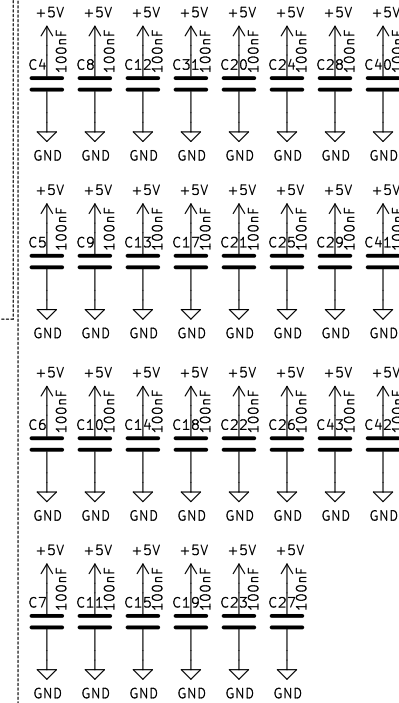 +5V +5V +5V +5V +5V +5V +5V +5V
100nF 100nF 100nF 100nF 100nF 100nF 100nF 100nF
C4 C8 C12 C31 C20 C24 C28 C40
GND GND GND GND GND GND GND GND
+5V +5V +5V +5V +5V +5V +5V +5V
100nF 100nF 100nF 100nF 100nF 100nF 100nF 100nF
C5 C9 C13 C17 C21 C25 C29 C41
GND GND GND GND GND GND GND GND
+5V +5V +5V +5V +5V +5V +5V +5V
100nF 100nF 100nF 100nF 100nF 100nF 100nF 100nF
C6 C10 C14 C18 C22 C26 C43 C42
GND GND GND GND GND GND GND GND
+5V +5V +5V +5V +5V +5V
100nF 100nF 100nF 100nF 100nF 100nF
C7 C11 C15 C19 C23 C27
GND GND GND GND GND GND